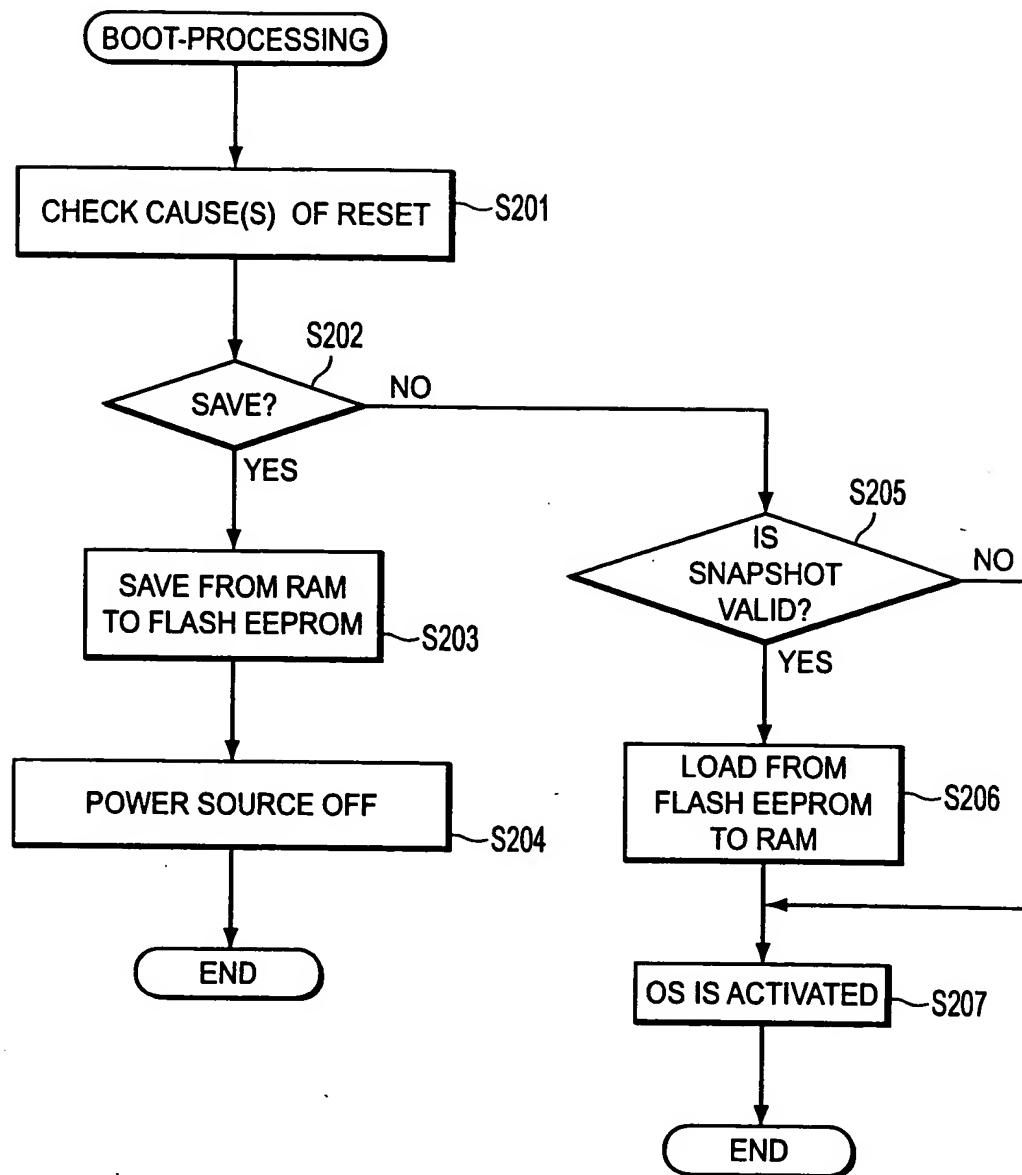 BOOT-PROCESSING
CHECK CAUSE(S) OF RESET
S201
S202
SAVE?
NO
YES
SAVE FROM RAM
TO FLASH EEPROM
S203
POWER SOURCE OFF
S204
END
S205
IS
SNAPSHOT
VALID?
NO
YES
LOAD FROM
FLASH EEPROM
TO RAM
S206
OS IS ACTIVATED
S207
END